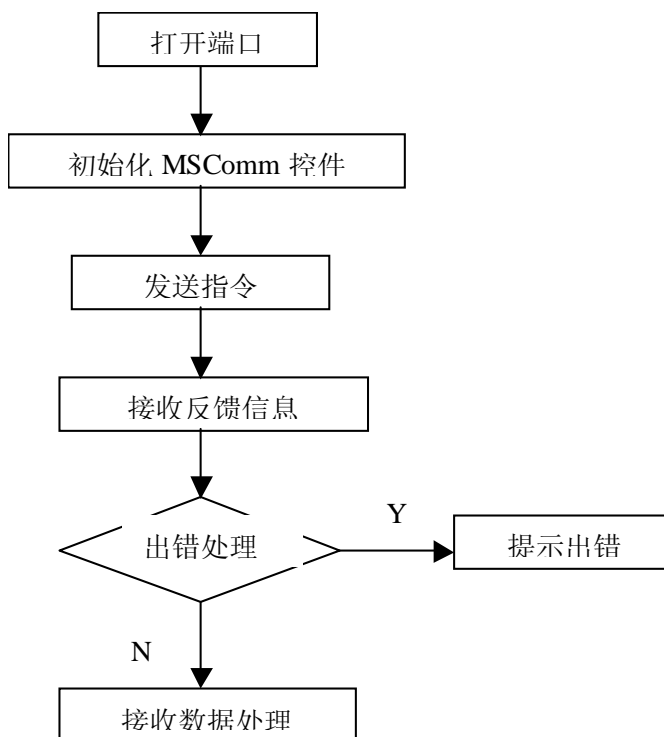 打开端口
初始化 MSComm 控件
发送指令
接收反馈信息
出错处理
Y
提示出错
N
接收数据处理